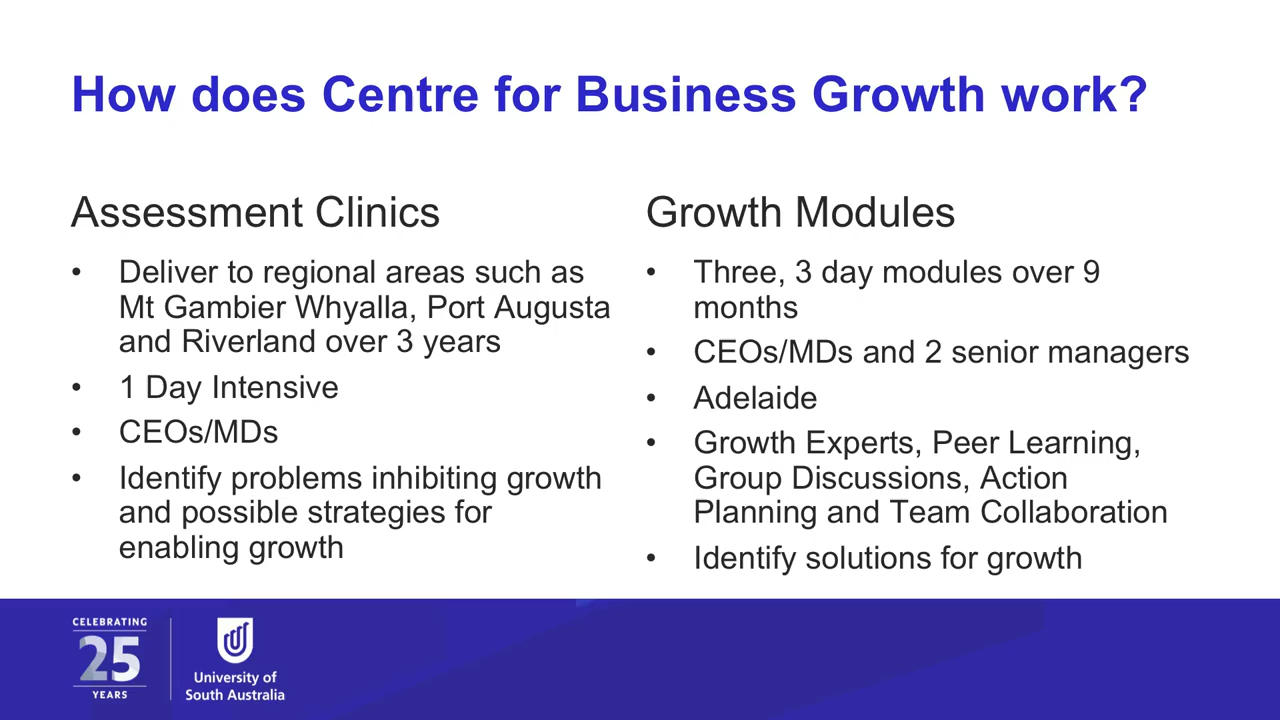 How does Centre for Business Growth work?
Assessment Clinics
• Deliver to regional areas such as
Mt Gambier Whyalla, Port Augusta
and Riverland over 3 years
• 1 Day Intensive
• CEOs/MDs
• Identify problems inhibiting growth
and possible strategies for
enabling growth
Growth Modules
• Three, 3 day modules over 9
months
• CEOs/MDs and 2 senior managers
• Adelaide
• Growth Experts, Peer Learning,
Group Discussions, Action
Planning and Team Collaboration
• Identify solutions for growth
CELEBRATING
25
YEARS
University of
South Australia